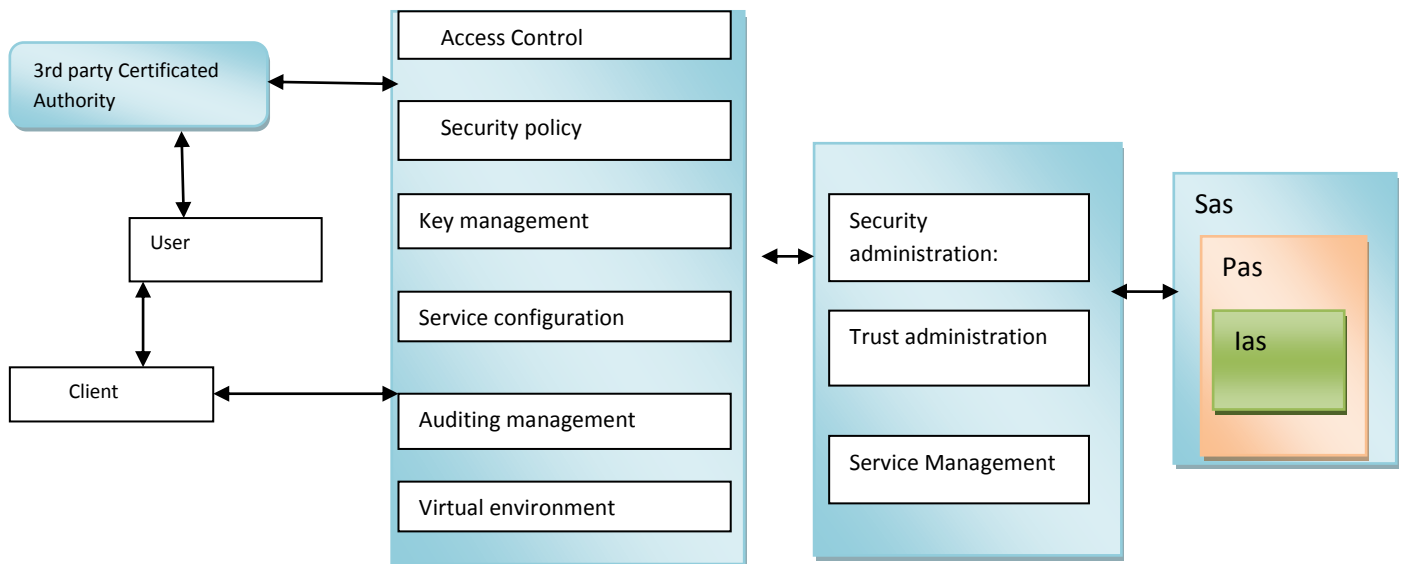 3rd party Certificated
Authority
User
Client
Access Control
Security policy
Key management
Service configuration
Auditing management
Virtual environment
Security
administration:
Trust administration
Service Management
Sas
Pas
Ias